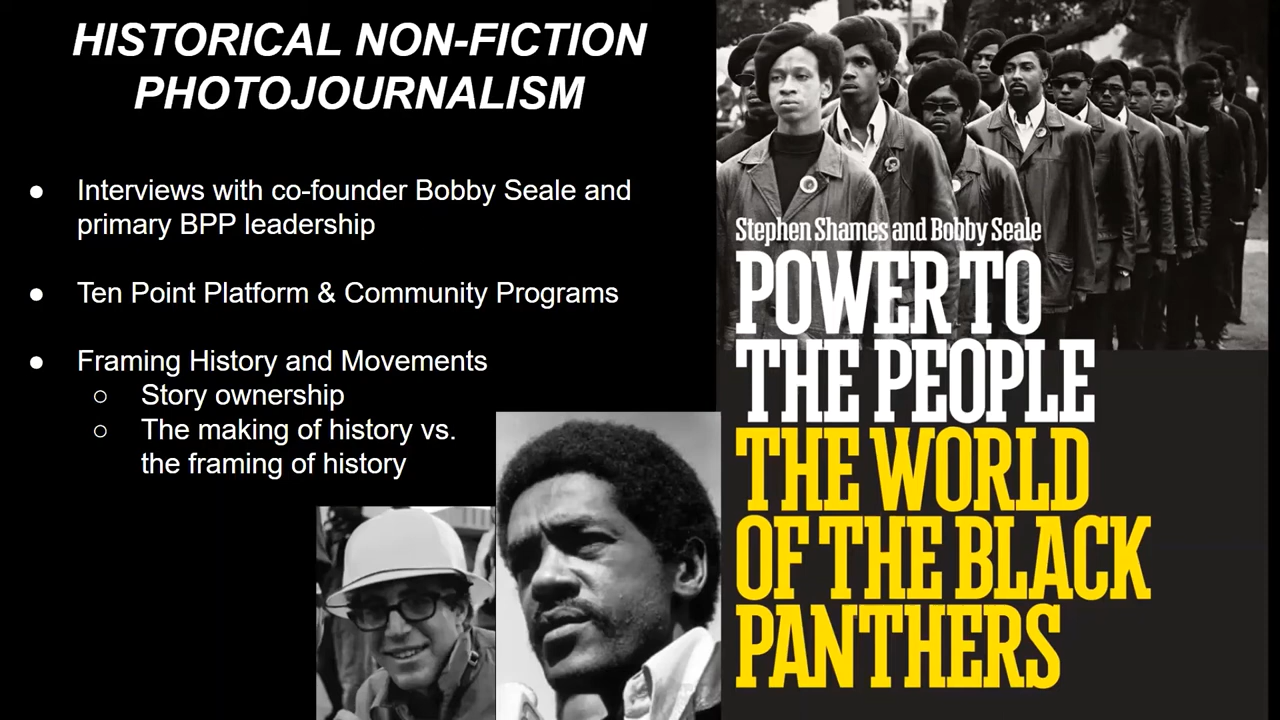 HISTORICAL NON-FICTION
PHOTOJOURNALISM
● Interviews with co-founder Bobby Seale and
primary BPP leadership
● Ten Point Platform & Community Programs
● Framing History and Movements
○ Story ownership
○ The making of history vs.
the framing of history
Stephen Shames and Bobby Seale
POWER TO
THE PEOPLE
THE WORLD
OF THE BLACK
PANTHERS